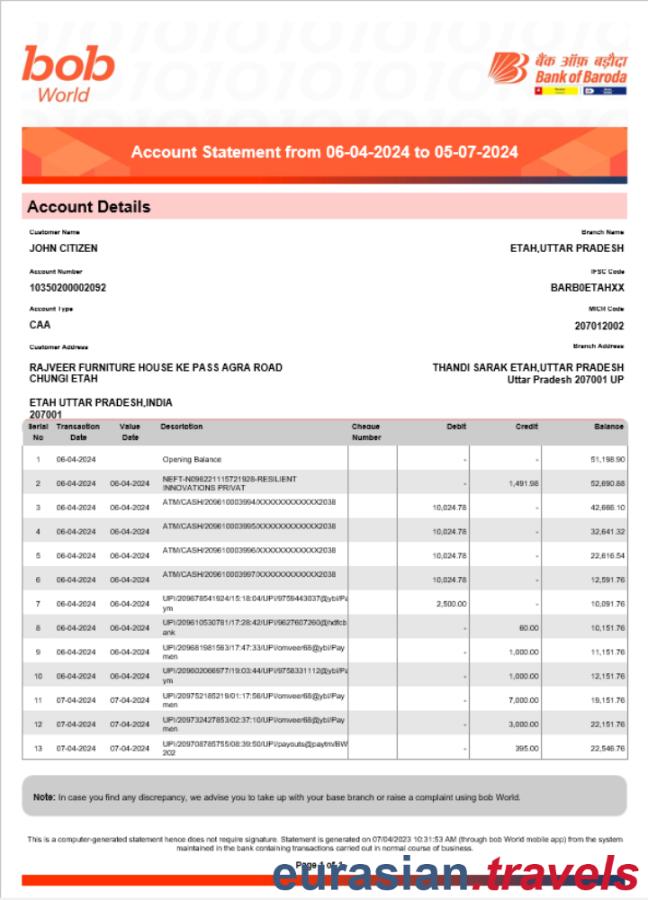 bob
World
बैंक ऑफ़ बड़ौदा
Bank of Baroda
Account Statement from 06-04-2024 to 05-07-2024
Account Details
Customer Name Branch Name
JOHN CITIZEN ETAH,UTTAR PRADESH
Account Number IFSC Code
10350200002092 BARB0ETAHXX
Account Type MICR Code
CAA 207012002
Customer Address Branch Address
RAJVEER FURNITURE HOUSE KE PASS AGRA ROAD THANDI SARAK ETAH,UTTAR PRADESH
CHUNGI ETAH Uttar Pradesh 207001 UP
ETAH UTTAR PRADESH,INDIA
207001
Serial Transaction Value Description Cheque Debit Credit Balance
No Date Date Number
1 06-04-2024 Opening Balance - - 51,198.90
2 06-04-2024 06-04-2024 NEFT-N096221115721928-RESILIENT - 1,491.98 52,690.88
INNOVATIONS PRIVAT
3 06-04-2024 06-04-2024 ATM/CASH/209610003994/XXXXXXXXXXXX2038 10,024.78 - 42,666.10
4 06-04-2024 06-04-2024 ATM/CASH/209610003995/XXXXXXXXXXXX2038 10,024.78 - 32,641.32
5 06-04-2024 06-04-2024 ATM/CASH/209610003996/XXXXXXXXXXXX2038 10,024.78 - 22,616.54
6 06-04-2024 06-04-2024 ATM/CASH/209610003997/XXXXXXXXXXXX2038 10,024.78 - 12,591.76
7 06-04-2024 06-04-2024 UPI/209678541924/15:18:04/UPI/9759443037@ybl/Pa 2,500.00 - 10,091.76
ym
8 06-04-2024 06-04-2024 UPI/209610530781/17:28:42/UPI/9627607260@hdfcb - 60.00 10,151.76
ank
9 06-04-2024 06-04-2024 UPI/209681981563/17:47:33/UPI/omveer68@ybl/Pay - 1,000.00 11,151.76
men
10 06-04-2024 06-04-2024 UPI/209602066977/19:03:44/UPI/9758331112@ybl/Pa - 1,000.00 12,151.76
ym
11 07-04-2024 07-04-2024 UPI/209752185219/01:17:56/UPI/omveer68@ybl/Pay - 7,000.00 19,151.76
men
12 07-04-2024 07-04-2024 UPI/209732427853/02:37:10/UPI/omveer68@ybl/Pay - 3,000.00 22,151.76
men
13 07-04-2024 07-04-2024 UPI/209708785755/08:39:50/UPI/payouts@paytm/BW - 395.00 22,546.76
202
Note: In case you find any discrepancy, we advise you to take up with your base branch or raise a complaint using bob World.
This is a computer-generated statement hence does not require signature. Statement is generated on 07/04/2023 10:31:53 AM (through bob World mobile app) from the system
maintained in the bank containing transactions carried out in normal course of business.
Page 1 of 1
eurasian.travels